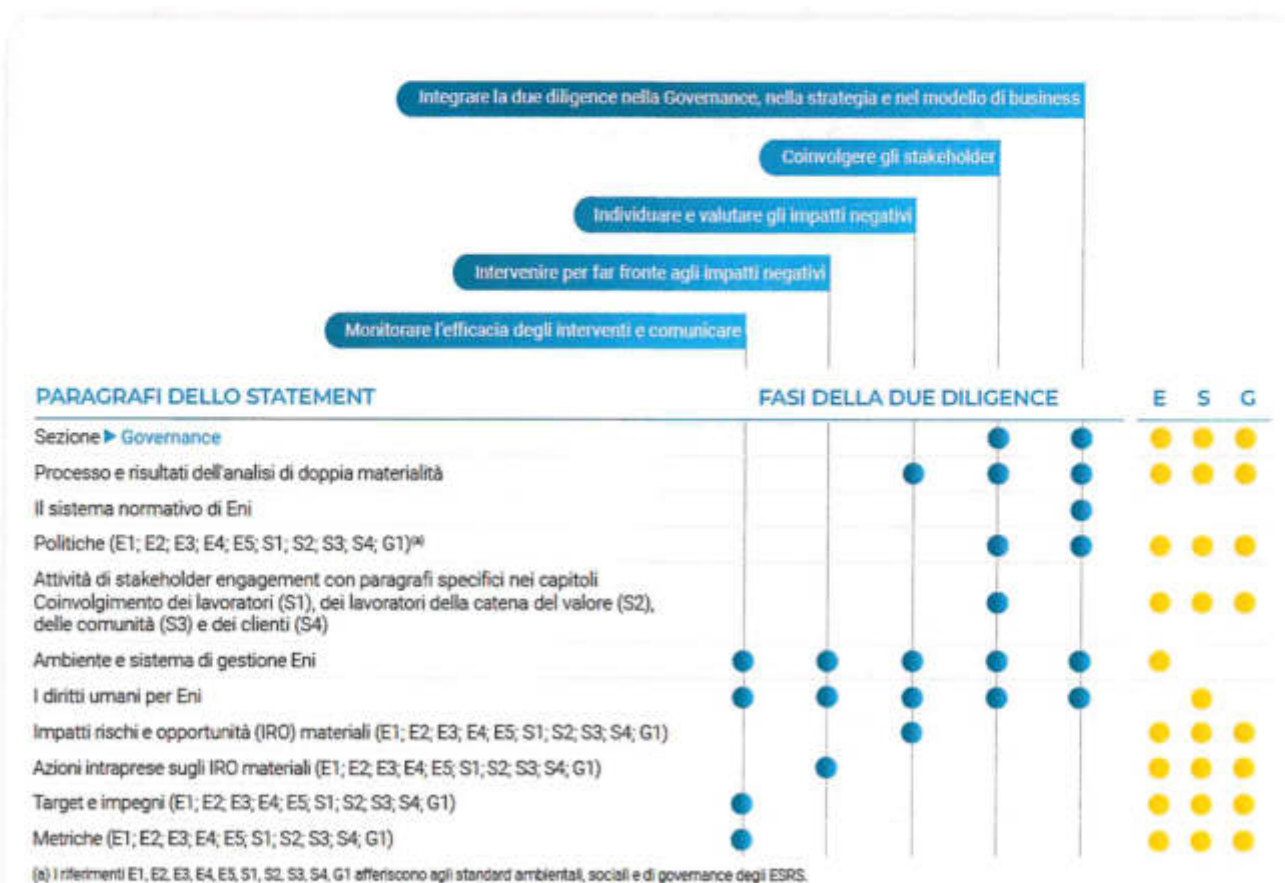 Integrare la due diligence nella Governance, nella strategia e nel modello di business
Coinvolgere gli stakeholder
Individuare e valutare gli impatti negativi
Intervenire per far fronte agli impatti negativi
Monitorare l'efficacia degli interventi e comunicare
PARAGRAFI DELLO STATEMENT FASI DELLA DUE DILIGENCE E S G
Sezione ▶ Governance
Processo e risultati dell'analisi di doppia materialità
Il sistema normativo di Eni
Politiche (E1; E2; E3; E4; E5; S1; S2; S3; S4; G1)(a)
Attività di stakeholder engagement con paragrafi specifici nei capitoli
Coinvolgimento dei lavoratori (S1), dei lavoratori della catena del valore (S2),
delle comunità (S3) e dei clienti (S4)
Ambiente e sistema di gestione Eni
I diritti umani per Eni
Impatti rischi e opportunità (IRO) materiali (E1; E2; E3; E4; E5; S1; S2; S3; S4; G1)
Azioni intraprese sugli IRO materiali (E1; E2; E3; E4; E5; S1; S2; S3; S4; G1)
Target e impegni (E1; E2; E3; E4; E5; S1; S2; S3; S4; G1)
Metriche (E1; E2; E3; E4; E5; S1; S2; S3; S4; G1)
(a) I riferimenti E1, E2, E3, E4, E5, S1, S2, S3, S4, G1 afferiscono agli standard ambientali, sociali e di governance degli ESRS.